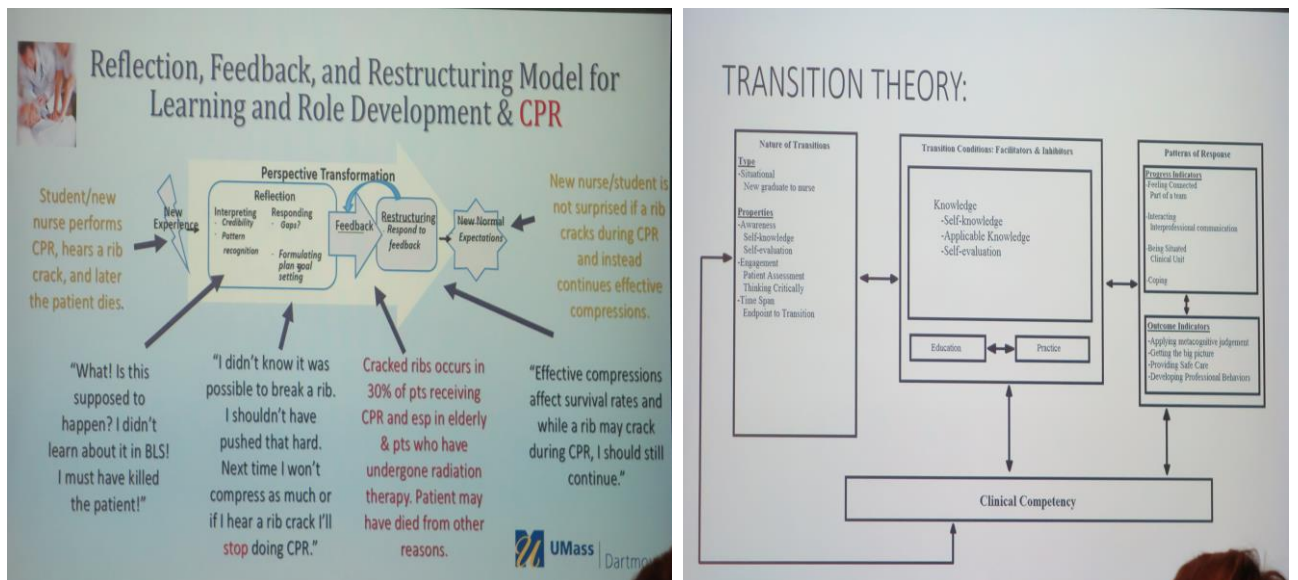 Reflection, Feedback, and Restructuring Model for
Learning and Role Development & CPR
Perspective Transformation
Student/new
nurse performs
CPR, hears a rib
crack, and later
the patient dies.
New
Experience
Reflection
Interpreting
- Credibility
- Pattern
recognition
Responding
- Gaps?
- Formulating
plan goal
setting
Feedback
Restructuring
Respond to
feedback
New Normal
Expectations
New nurse/student is
not surprised if a rib
cracks during CPR
and instead
continues effective
compressions.
"What! Is this
supposed to
happen? I didn't
learn about it in BLS!
I must have killed
the patient!"
"I didn't know it was
possible to break a rib.
I shouldn't have
pushed that hard.
Next time I won't
compress as much or
if I hear a rib crack I'll
stop doing CPR."
Cracked ribs occurs in
30% of pts receiving
CPR and esp in elderly
& pts who have
undergone radiation
therapy. Patient may
have died from other
reasons.
"Effective compressions
affect survival rates and
while a rib may crack
during CPR, I should still
continue."
UMass
Dartmou
TRANSITION THEORY:
Nature of Transitions
Type
-Situational
New graduate to nurse
Properties
-Awareness
Self-knowledge
Self-evaluation
-Engagement
Patient Assessment
Thinking Critically
-Time Span
Endpoint to Transition
Transition Conditions: Facilitators & Inhibitors
Knowledge
-Self-knowledge
-Applicable Knowledge
-Self-evaluation
Education
Practice
Patterns of Response
Progress Indicators
-Feeling Connected
Part of a team
-Interacting
Interprofessional communication
-Being Situated
Clinical Unit
-Coping
Outcome Indicators
-Applying metacognitive judgement
-Getting the big picture
-Providing Safe Care
-Developing Professional Behaviors
Clinical Competency